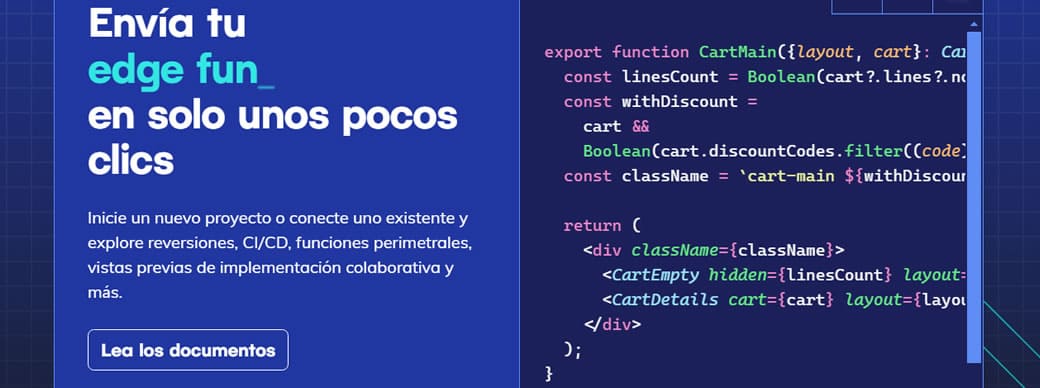 Envía tu
edge fun_
en solo unos pocos
clics
Inicie un nuevo proyecto o conecte uno existente y
explore reversiones, CI/CD, funciones perimetrales,
vistas previas de implementación colaborativa y
más.
Lea los documentos
export function CartMain({layout, cart}: Car
const linesCount = Boolean(cart?.lines?.no
const withDiscount =
cart &&
Boolean(cart.discountCodes.filter((code)
const className = `cart-main ${withDiscoun
return (
<div className={className}>
<CartEmpty hidden={linesCount} layout=
<CartDetails cart={cart} layout={layou
</div>
);
}